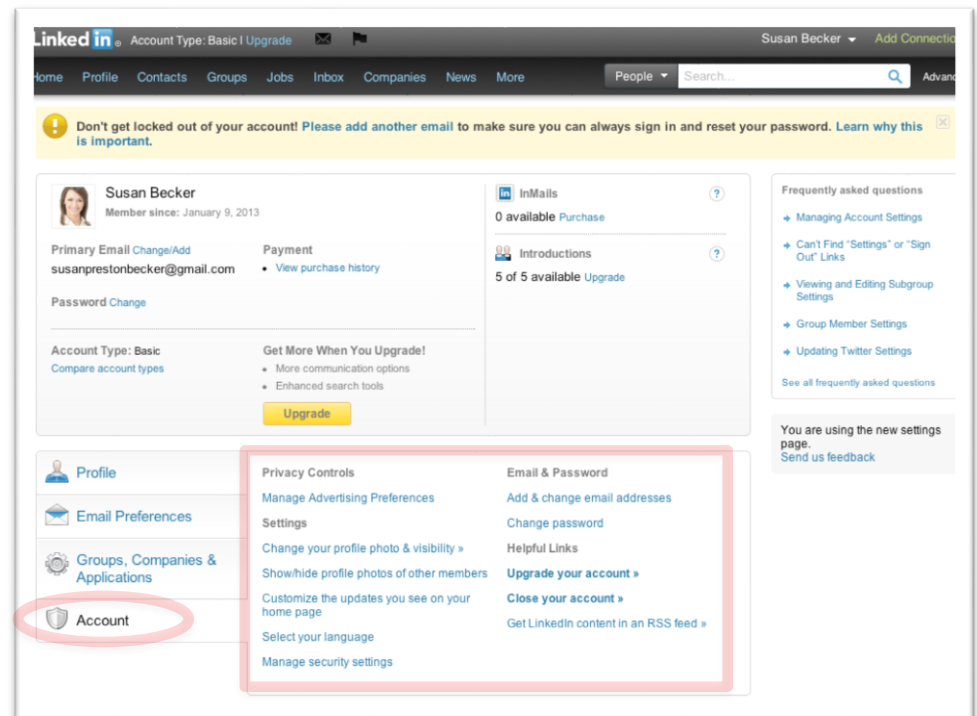 Linked in® Account Type: Basic | Upgrade
Susan Becker Add Connectio
Home Profile Contacts Groups Jobs Inbox Companies News More People Search... Advanc
Don't get locked out of your account! Please add another email to make sure you can always sign in and reset your password. Learn why this
is important.
Susan Becker
Member since: January 9, 2013
Primary Email Change/Add
susanprestonbecker@gmail.com
Password Change
Payment
• View purchase history
Account Type: Basic
Compare account types
Get More When You Upgrade!
• More communication options
• Enhanced search tools
Upgrade
in InMails ?
0 available Purchase
Introductions ?
5 of 5 available Upgrade
Frequently asked questions
Managing Account Settings
Can't Find "Settings" or "Sign
Out" Links
Viewing and Editing Subgroup
Settings
Group Member Settings
Updating Twitter Settings
See all frequently asked questions
You are using the new settings
page.
Send us feedback
Profile
Email Preferences
Groups, Companies &
Applications
Account
Privacy Controls
Manage Advertising Preferences
Settings
Change your profile photo & visibility »
Show/hide profile photos of other members
Customize the updates you see on your
home page
Select your language
Manage security settings
Email & Password
Add & change email addresses
Change password
Helpful Links
Upgrade your account »
Close your account »
Get LinkedIn content in an RSS feed »